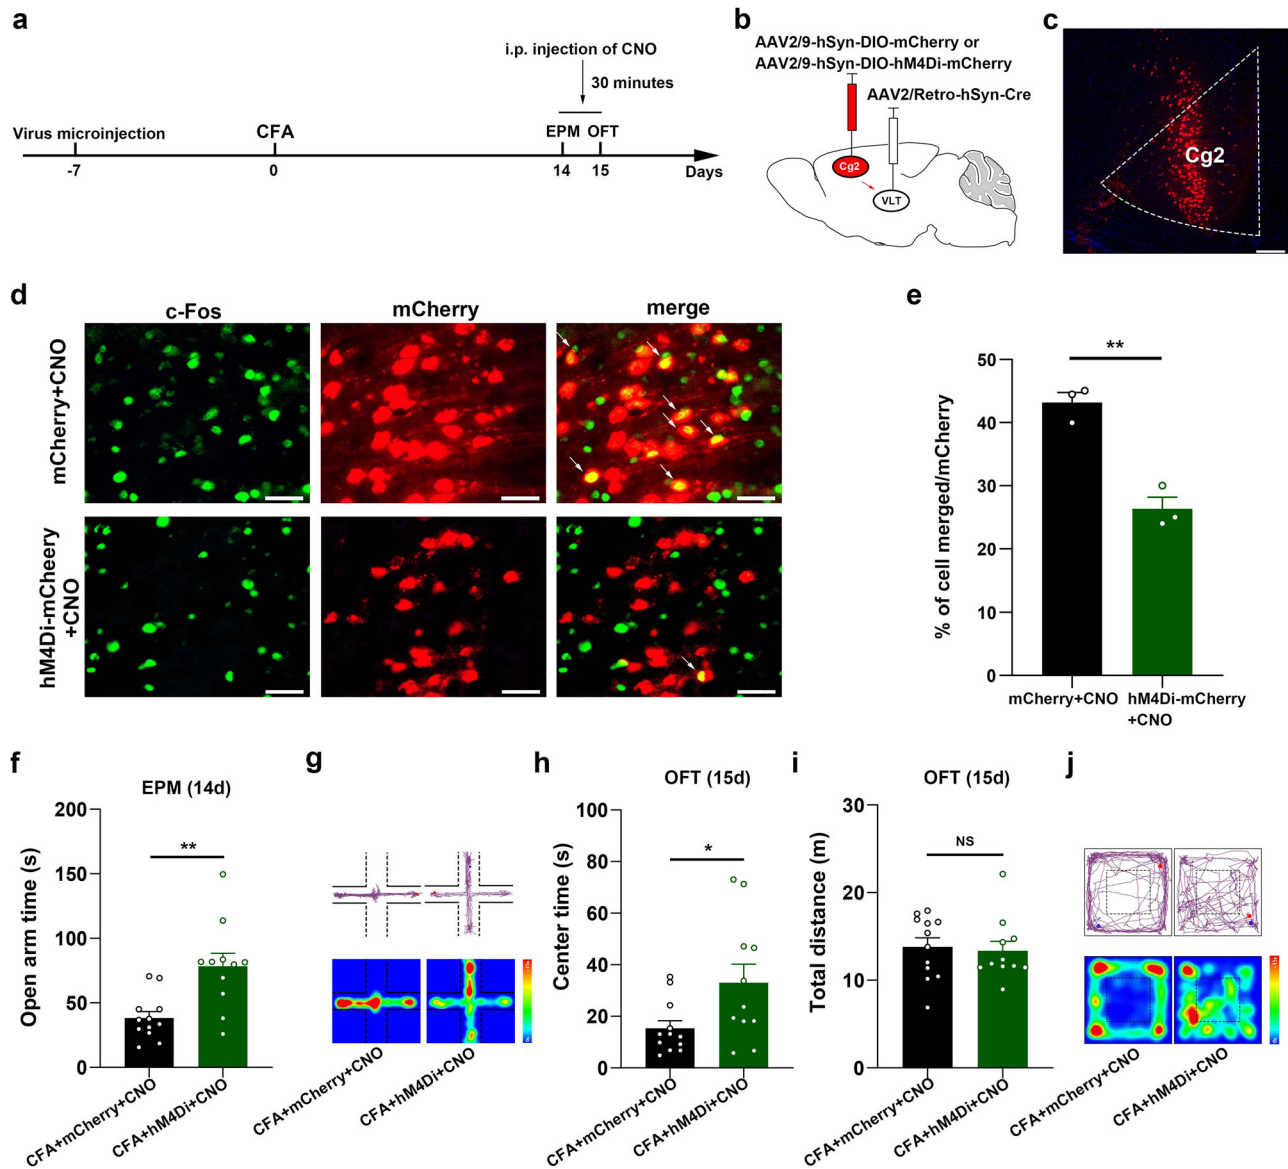 a
i.p. injection of CNO
30 minutes
Virus microinjection
CFA
EPM OFT
-7
0
14
15
Days
b
AAV2/9-hSyn-DIO-mCherry or
AAV2/9-hSyn-DIO-hM4Di-mCherry
AAV2/Retro-hSyn-Cre
Cg2
VLT
c
Cg2
d
c-Fos
mCherry
merge
mCherry+CNO
hM4Di-mChery
+CNO
e
**
% of cell merged/mCherry
50
40
30
20
10
0
mCherry+CNO
hM4Di-mCherry
+CNO
f
EPM (14d)
**
Open arm time (s)
200
150
100
50
0
CFA+mCherry+CNO
CFA+hM4Di+CNO
g
CFA+mCherry+CNO
CFA+hM4Di+CNO
h
OFT (15d)
*
Center time (s)
100
80
60
40
20
0
CFA+mCherry+CNO
CFA+hM4Di+CNO
i
OFT (15d)
NS
Total distance (m)
30
20
10
0
CFA+mCherry+CNO
CFA+hM4Di+CNO
j
CFA+mCherry+CNO
CFA+hM4Di+CNO